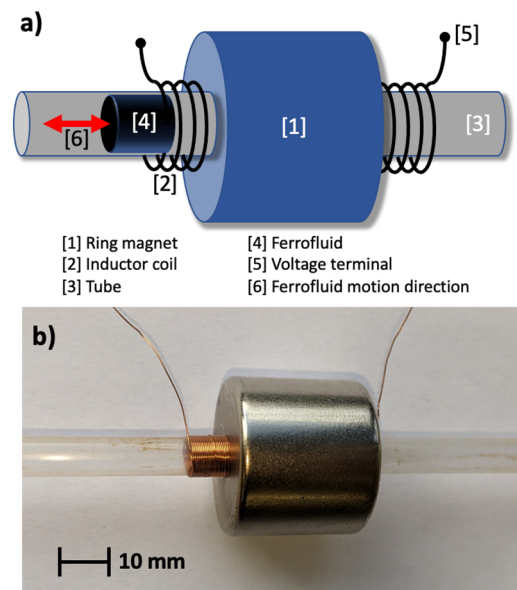 a)
[5]
[4]
[1]
[3]
[6]
[2]
[1] Ring magnet
[2] Inductor coil
[3] Tube
[4] Ferrofluid
[5] Voltage terminal
[6] Ferrofluid motion direction
b)
10 mm